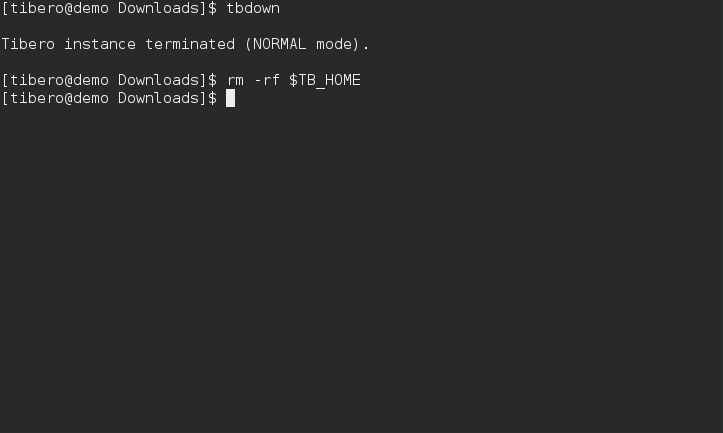 [tibero@demo Downloads]$ tbdown
Tibero instance terminated (NORMAL mode).
[tibero@demo Downloads]$ rm -rf $TB_HOME
[tibero@demo Downloads]$